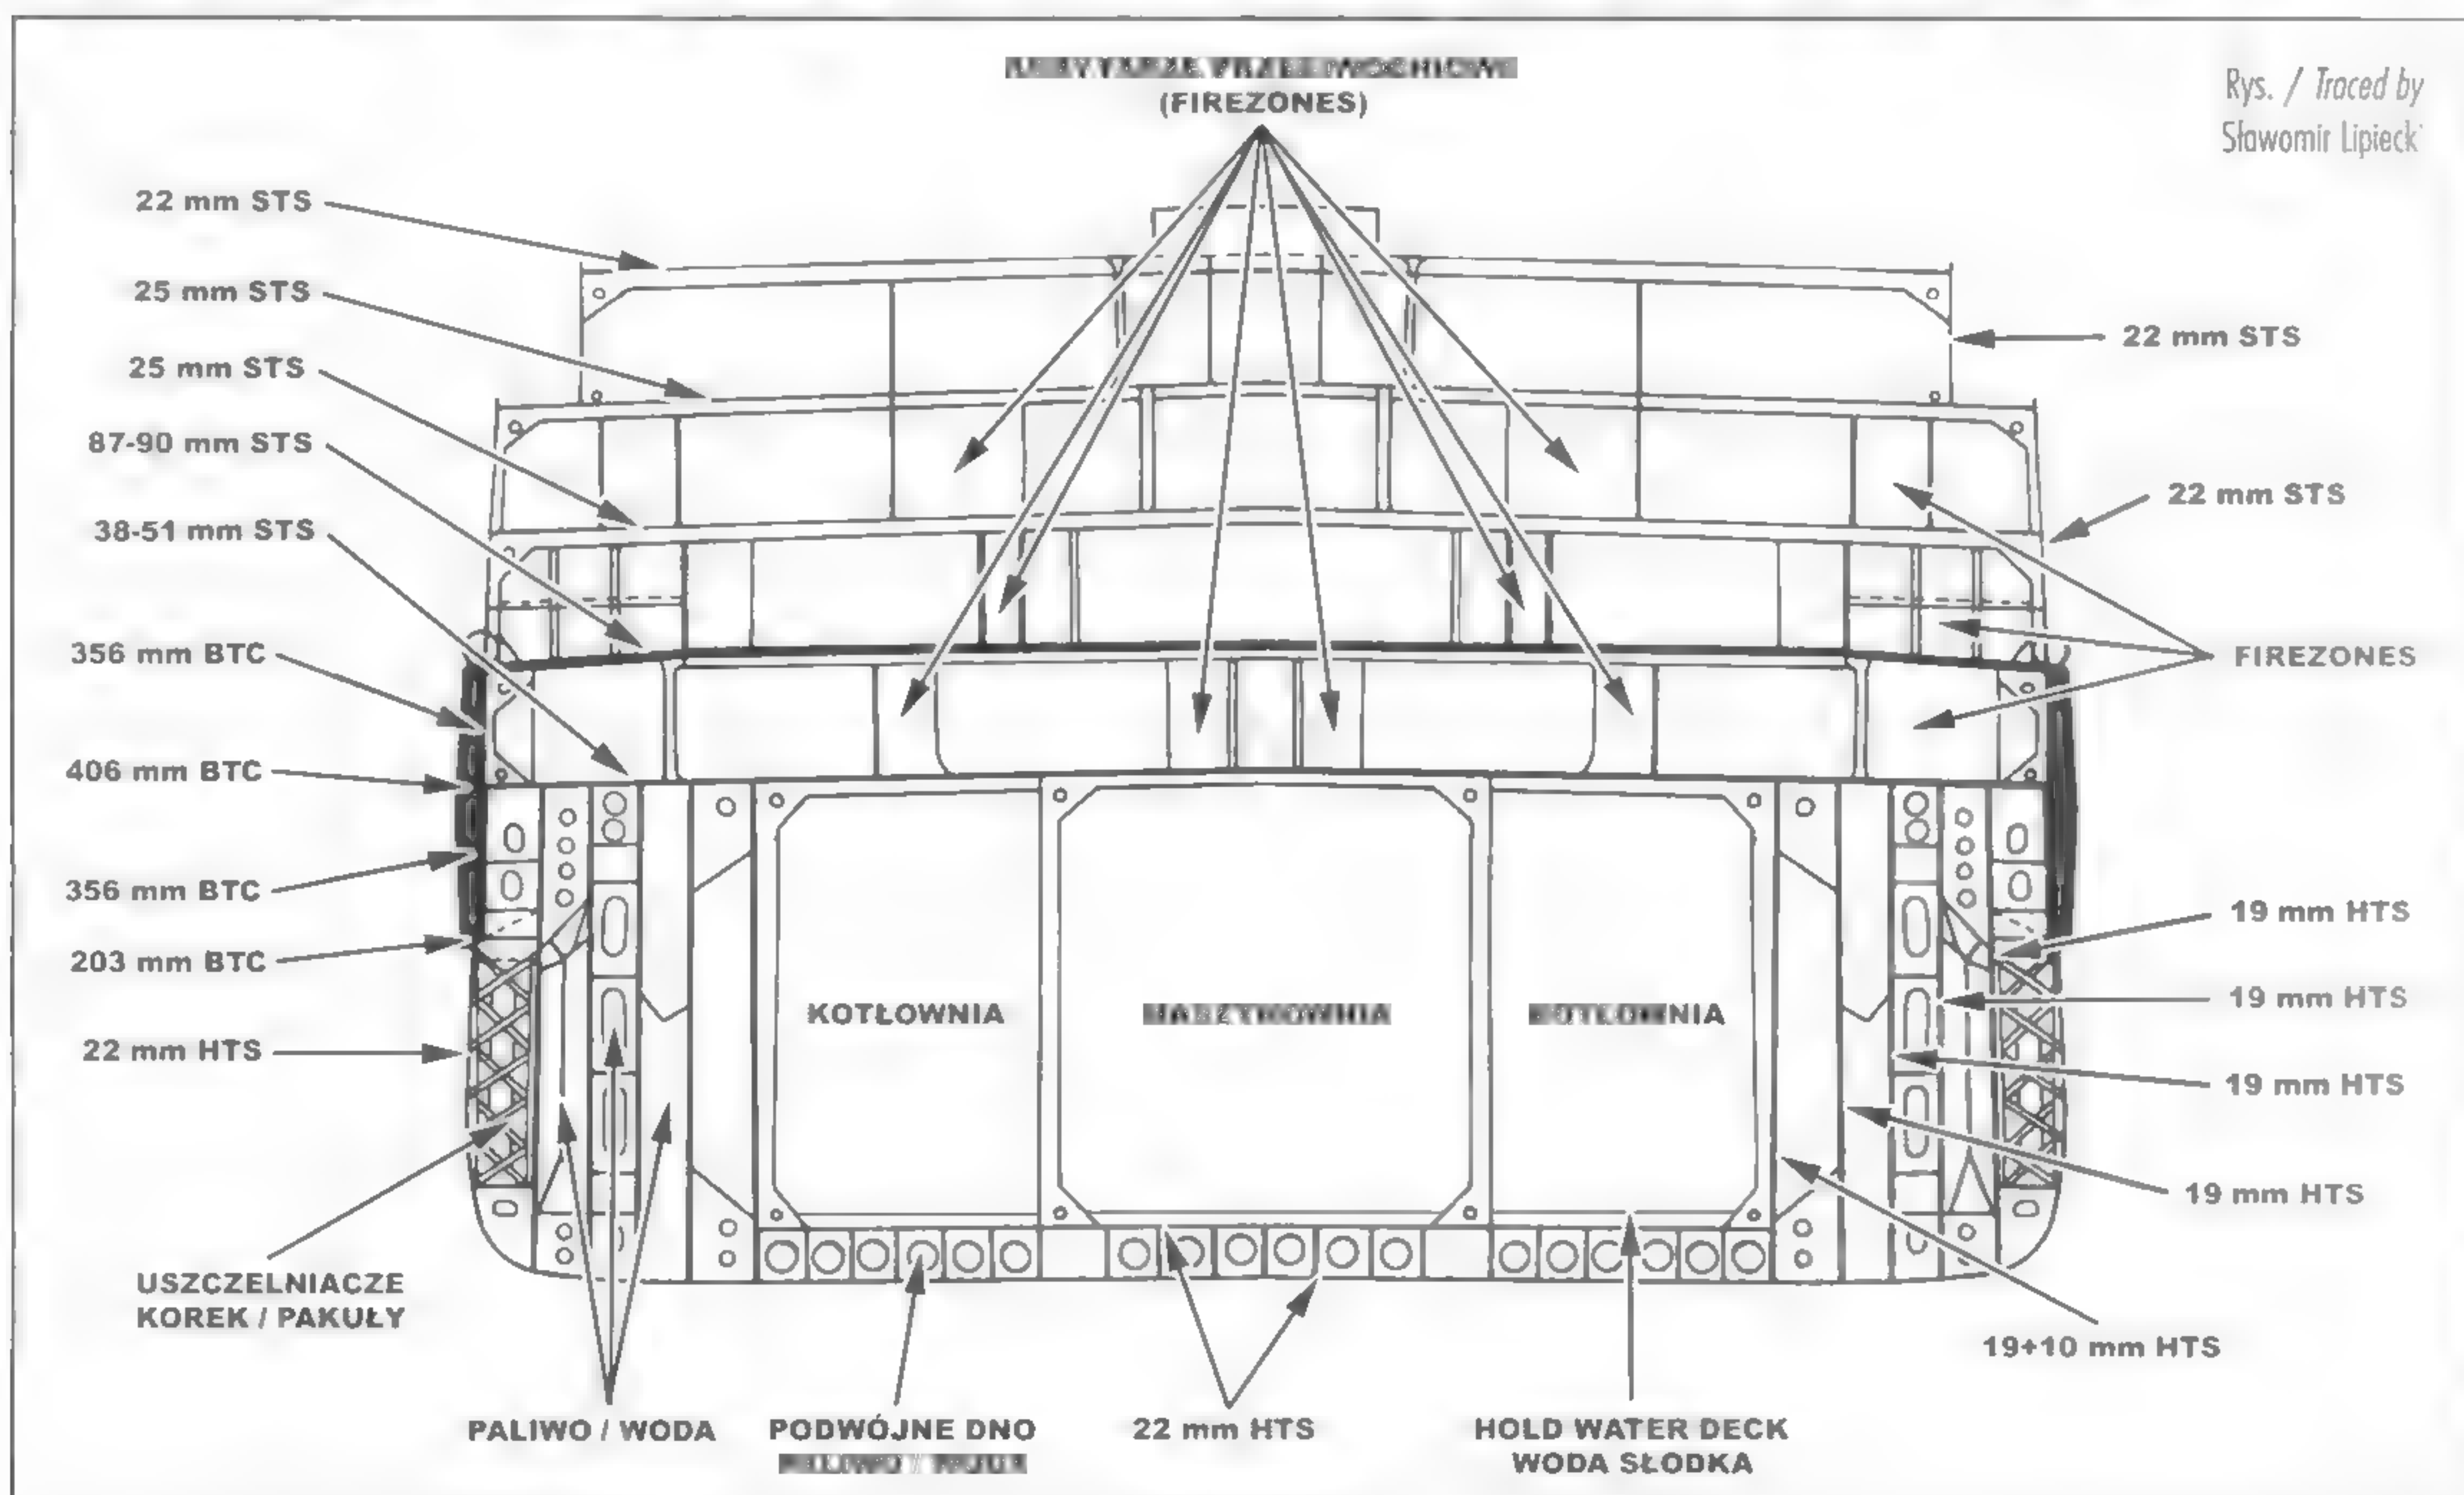 (FIREZONES)
Rys. / Traced by
Sławomir Lipiecki
22 mm STS
25 mm STS
25 mm STS
87-90 mm STS
38-51 mm STS
356 mm BTC
406 mm BTC
356 mm BTC
203 mm BTC
22 mm HTS
USZCZELNIACZE
KOREK / PAKUŁY
22 mm STS
22 mm STS
FIREZONES
19 mm HTS
19 mm HTS
19 mm HTS
19 mm HTS
19+10 mm HTS
KOTŁOWNIA
MASZYNOWNIA
KOTŁOWNIA
PALIWO / WODA
PODWÓJNE DNO
22 mm HTS
HOLD WATER DECK
WODA SŁODKA